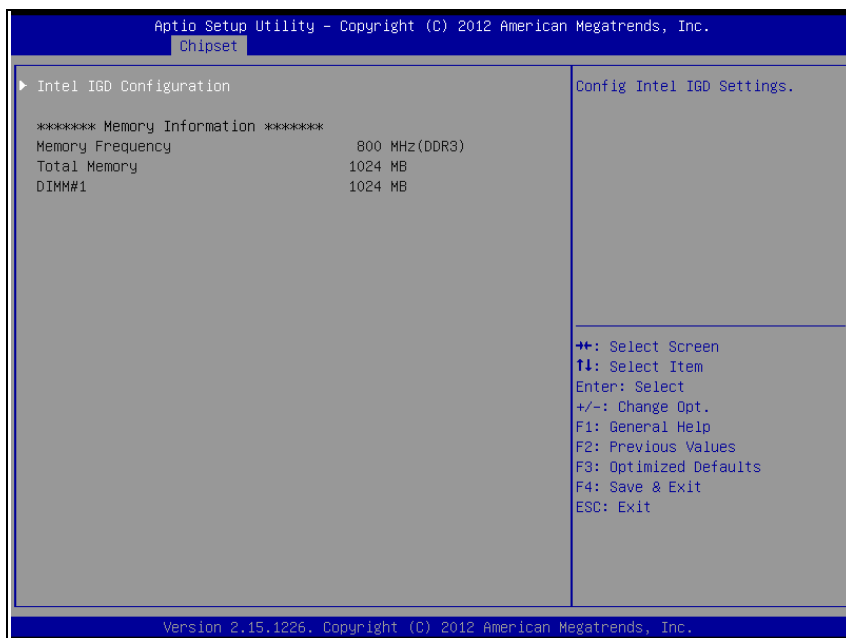 Aptio Setup Utility – Copyright (C) 2012 American Megatrends, Inc.
Chipset
▶ Intel IGD Configuration
******* Memory Information *******
Memory Frequency 800 MHz(DDR3)
Total Memory 1024 MB
DIMM#1 1024 MB
Config Intel IGD Settings.
→←: Select Screen
↑↓: Select Item
Enter: Select
+/-: Change Opt.
F1: General Help
F2: Previous Values
F3: Optimized Defaults
F4: Save & Exit
ESC: Exit
Version 2.15.1226. Copyright (C) 2012 American Megatrends, Inc.